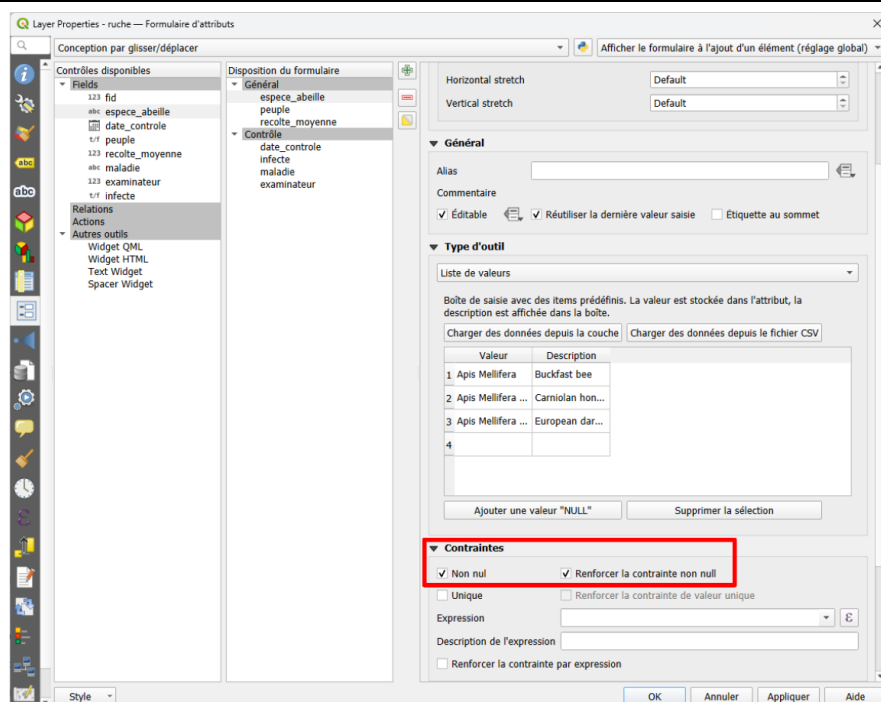 Layer Properties - ruche — Formulaire d'attributs
Conception par glisser/déplacer
Afficher le formulaire à l'ajout d'un élément (réglage global)
Contrôles disponibles
Fields
123 fid
abc espece_abeille
date_controle
t/f peuple
123 recolte_moyenne
abc maladie
123 examinateur
t/f infecte
Relations
Actions
Autres outils
Widget QML
Widget HTML
Text Widget
Spacer Widget
Disposition du formulaire
Général
espece_abeille
peuple
recolte_moyenne
Contrôle
date_controle
infecte
maladie
examinateur
Horizontal stretch Default
Vertical stretch Default
Général
Alias
Commentaire
Éditable Réutiliser la dernière valeur saisie Étiquette au sommet
Type d'outil
Liste de valeurs
Boîte de saisie avec des items prédéfinis. La valeur est stockée dans l'attribut, la
description est affichée dans la boîte.
Charger des données depuis la couche Charger des données depuis le fichier CSV
Valeur Description
1 Apis Mellifera Buckfast bee
2 Apis Mellifera ... Carniolan hon...
3 Apis Mellifera ... European dar...
4
Ajouter une valeur "NULL" Supprimer la sélection
Contraintes
Non nul Renforcer la contrainte non null
Unique Renforcer la contrainte de valeur unique
Expression ε
Description de l'expression
Renforcer la contrainte par expression
Style OK Annuler Appliquer Aide
abc
abc